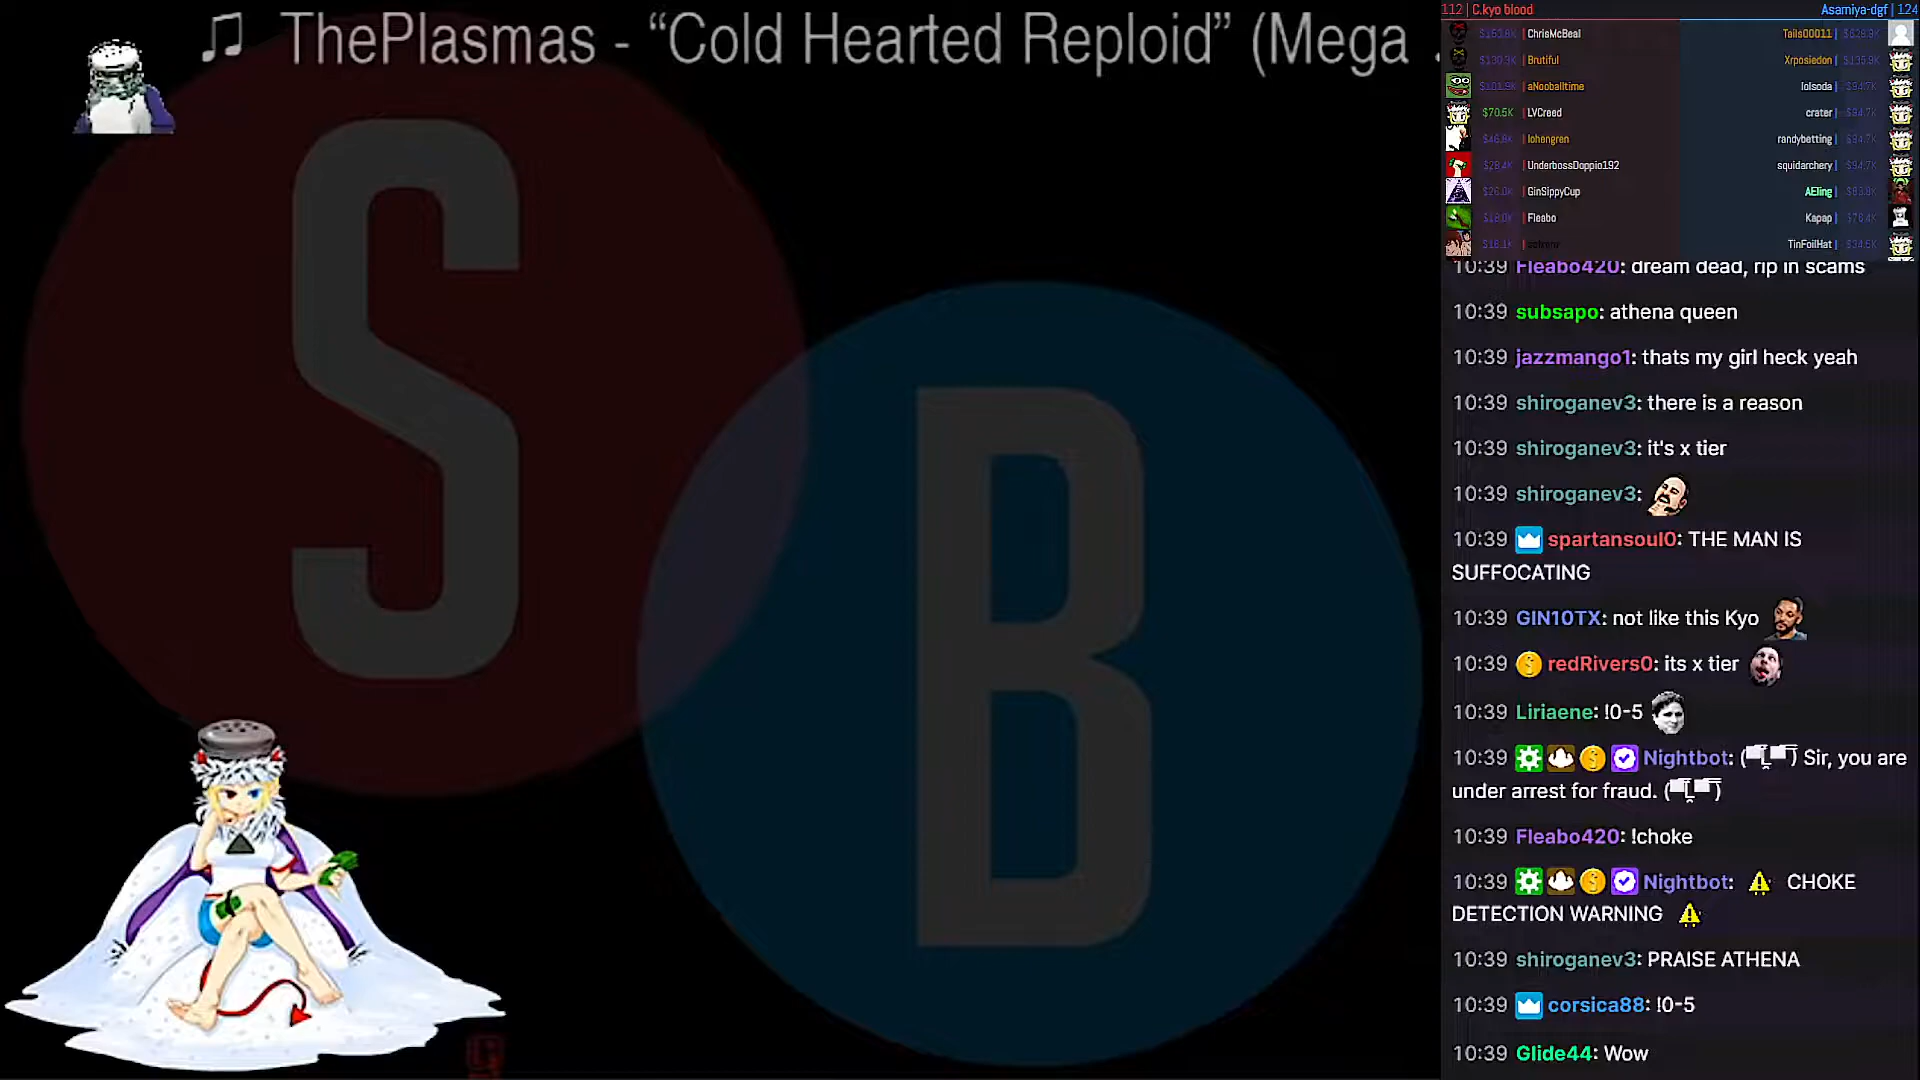 ♫ ThePlasmas - “Cold Hearted Reploid” (Mega
S
B
112 | C.kyo blood
Asamiya-dgf | 124
ChrisMcBeal
Tails00011
Brutiful
Xrposiedon
aNooballtime
lolsoda
$70.5K | LVCreed
crater
lohengren
randybetting
UnderbossDoppio192
squidarchery
GinSippyCup
AEJing
Fleabo
Kapap
TinFoilHat
10:39 Fleabo420: dream dead, rip in scams
10:39 subsapo: athena queen
10:39 jazzmango1: thats my girl heck yeah
10:39 shiroganev3: there is a reason
10:39 shiroganev3: it's x tier
10:39 shiroganev3:
10:39 spartansoul0: THE MAN IS
SUFFOCATING
10:39 GIN10TX: not like this Kyo
10:39 redRivers0: its x tier
10:39 Liriaene: !0-5
10:39 Nightbot: Sir, you are
under arrest for fraud.
10:39 Fleabo420: !choke
10:39 Nightbot: ⚠ CHOKE
DETECTION WARNING ⚠
10:39 shiroganev3: PRAISE ATHENA
10:39 corsica88: !0-5
10:39 Glide44: Wow